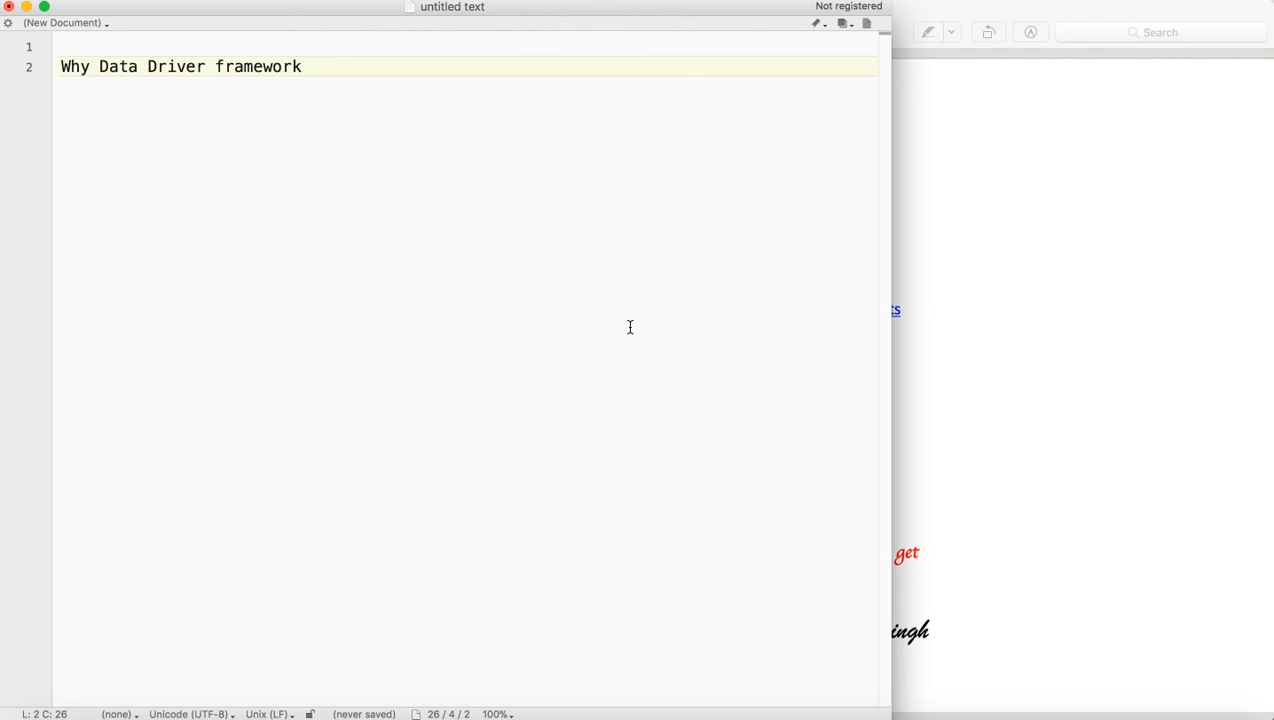 untitled text
Not registered
(New Document)
Search
1
2
Why Data Driver framework
get
L: 2 C: 26
(none)
Unicode (UTF-8)
Unix (LF)
(never saved)
26 / 4 / 2
100%